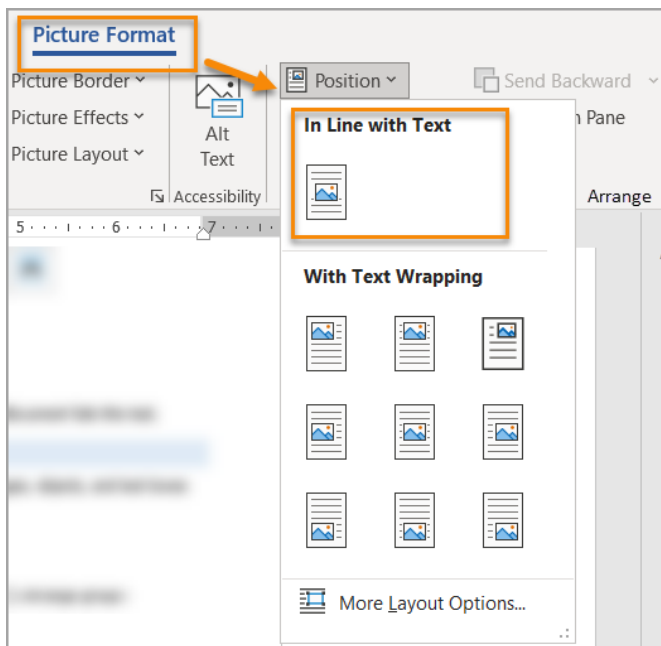 Picture Format
Picture Border
Position
Send Backward
Picture Effects
Alt
Text
In Line with Text
n Pane
Picture Layout
Accessibility
Arrange
5 6 7
With Text Wrapping
More Layout Options...